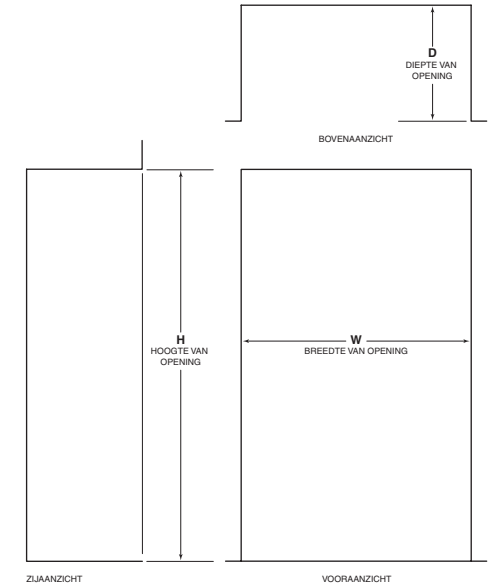 D
DIEPTE VAN
OPENING
BOVENAANZICHT
H
HOOGTE VAN
OPENING
W
BREEDTE VAN OPENING
ZIJAANZICHT
VOORAANZICHT